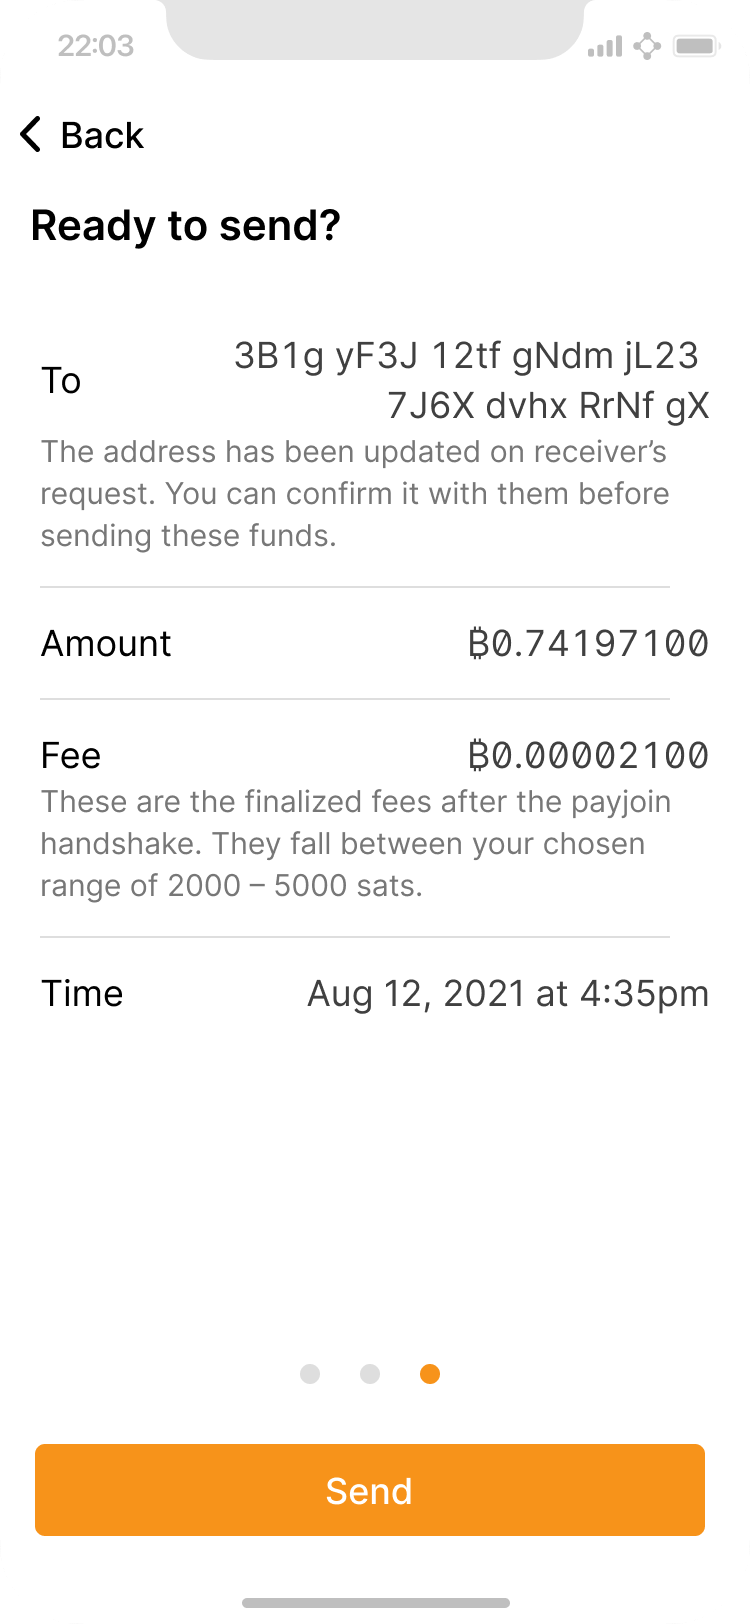 22:03
Back
Ready to send?
To
3B1g yF3J 12tf gNdm jL23
7J6X dvhx RrNf gX
The address has been updated on receiver’s
request. You can confirm it with them before
sending these funds.
Amount ₿0.74197100
Fee ₿0.00002100
These are the finalized fees after the payjoin
handshake. They fall between your chosen
range of 2000 – 5000 sats.
Time Aug 12, 2021 at 4:35pm
Send